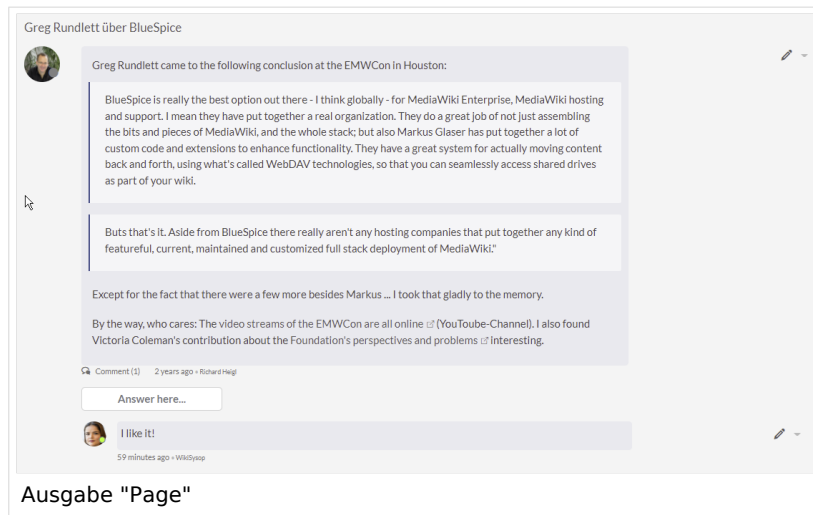 Greg Rundlett über BlueSpice
Greg Rundlett came to the following conclusion at the EMWCon in Houston:
BlueSpice is really the best option out there - I think globally - for MediaWiki Enterprise, MediaWiki hosting
and support. I mean they have put together a real organization. They do a great job of not just assembling
the bits and pieces of MediaWiki, and the whole stack; but also Markus Glaser has put together a lot of
custom code and extensions to enhance functionality. They have a great system for actually moving content
back and forth, using what's called WebDAV technologies, so that you can seamlessly access shared drives
as part of your wiki.
Buts that's it. Aside from BlueSpice there really aren't any hosting companies that put together any kind of
featureful, current, maintained and customized full stack deployment of MediaWiki."
Except for the fact that there were a few more besides Markus ... I took that gladly to the memory.
By the way, who cares: The video streams of the EMWCon are all online (YouToube-Channel). I also found
Victoria Coleman's contribution about the Foundation's perspectives and problems interesting.
Comment (1) 2 years ago • Richard Heigl
Answer here...
I like it!
59 minutes ago • WikiSysop
Ausgabe "Page"